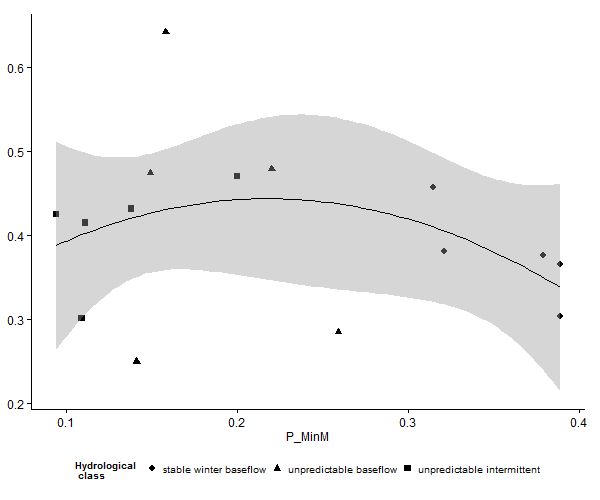 0.6
0.5
0.4
0.3
0.2
0.1 0.2 0.3 0.4
P_MinM
Hydrological
class
stable winter baseflow unpredictable baseflow unpredictable intermittent